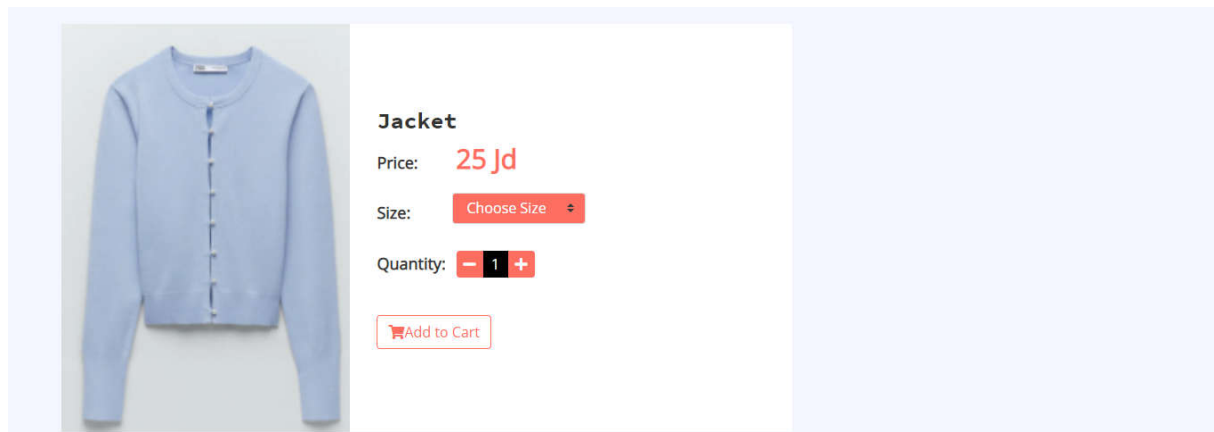 Jacket
Price: 25 Jd
Size: Choose Size
Quantity: 1
Add to Cart